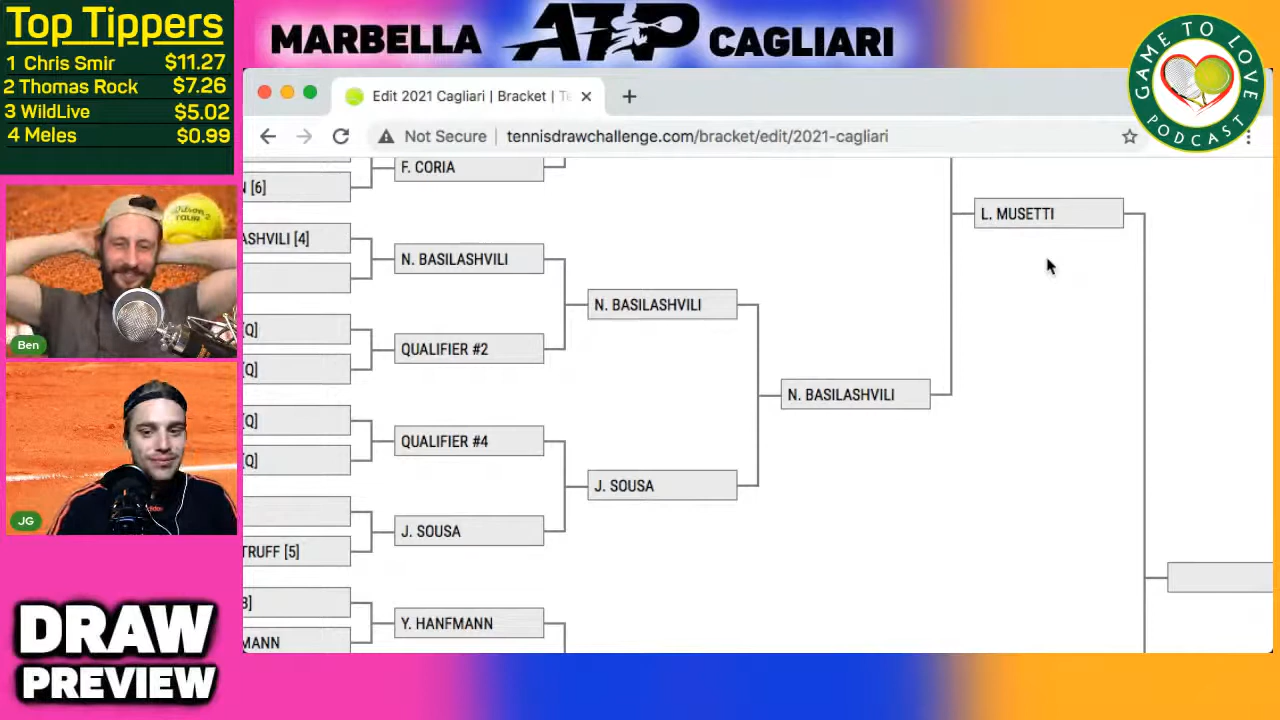 Top Tippers
1 Chris Smir $11.27
2 Thomas Rock $7.26
3 WildLive $5.02
4 Meles $0.99
MARBELLA ATP CAGLIARI
GAME TO LOVE
PODCAST
Edit 2021 Cagliari | Bracket | Te
Not Secure tennisdrawchallenge.com/bracket/edit/2021-cagliari
F. CORIA
N [6]
L. MUSETTI
ASHVILI [4]
N. BASILASHVILI
N. BASILASHVILI
[Q]
QUALIFIER #2
[Q]
N. BASILASHVILI
[Q]
QUALIFIER #4
[Q]
J. SOUSA
J. SOUSA
TRUFF [5]
Y. HANFMANN
MANN
Wilson 2
TOUR
Ben
JG
DRAW
PREVIEW